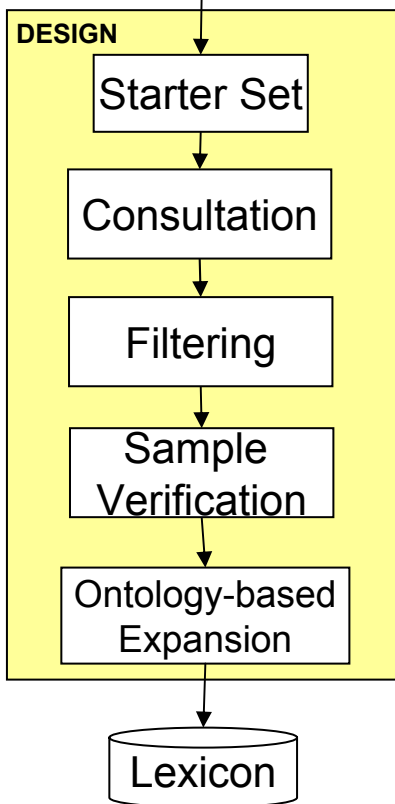 DESIGN
Starter Set
Consultation
Filtering
Sample
Verification
Ontology-based
Expansion
Lexicon